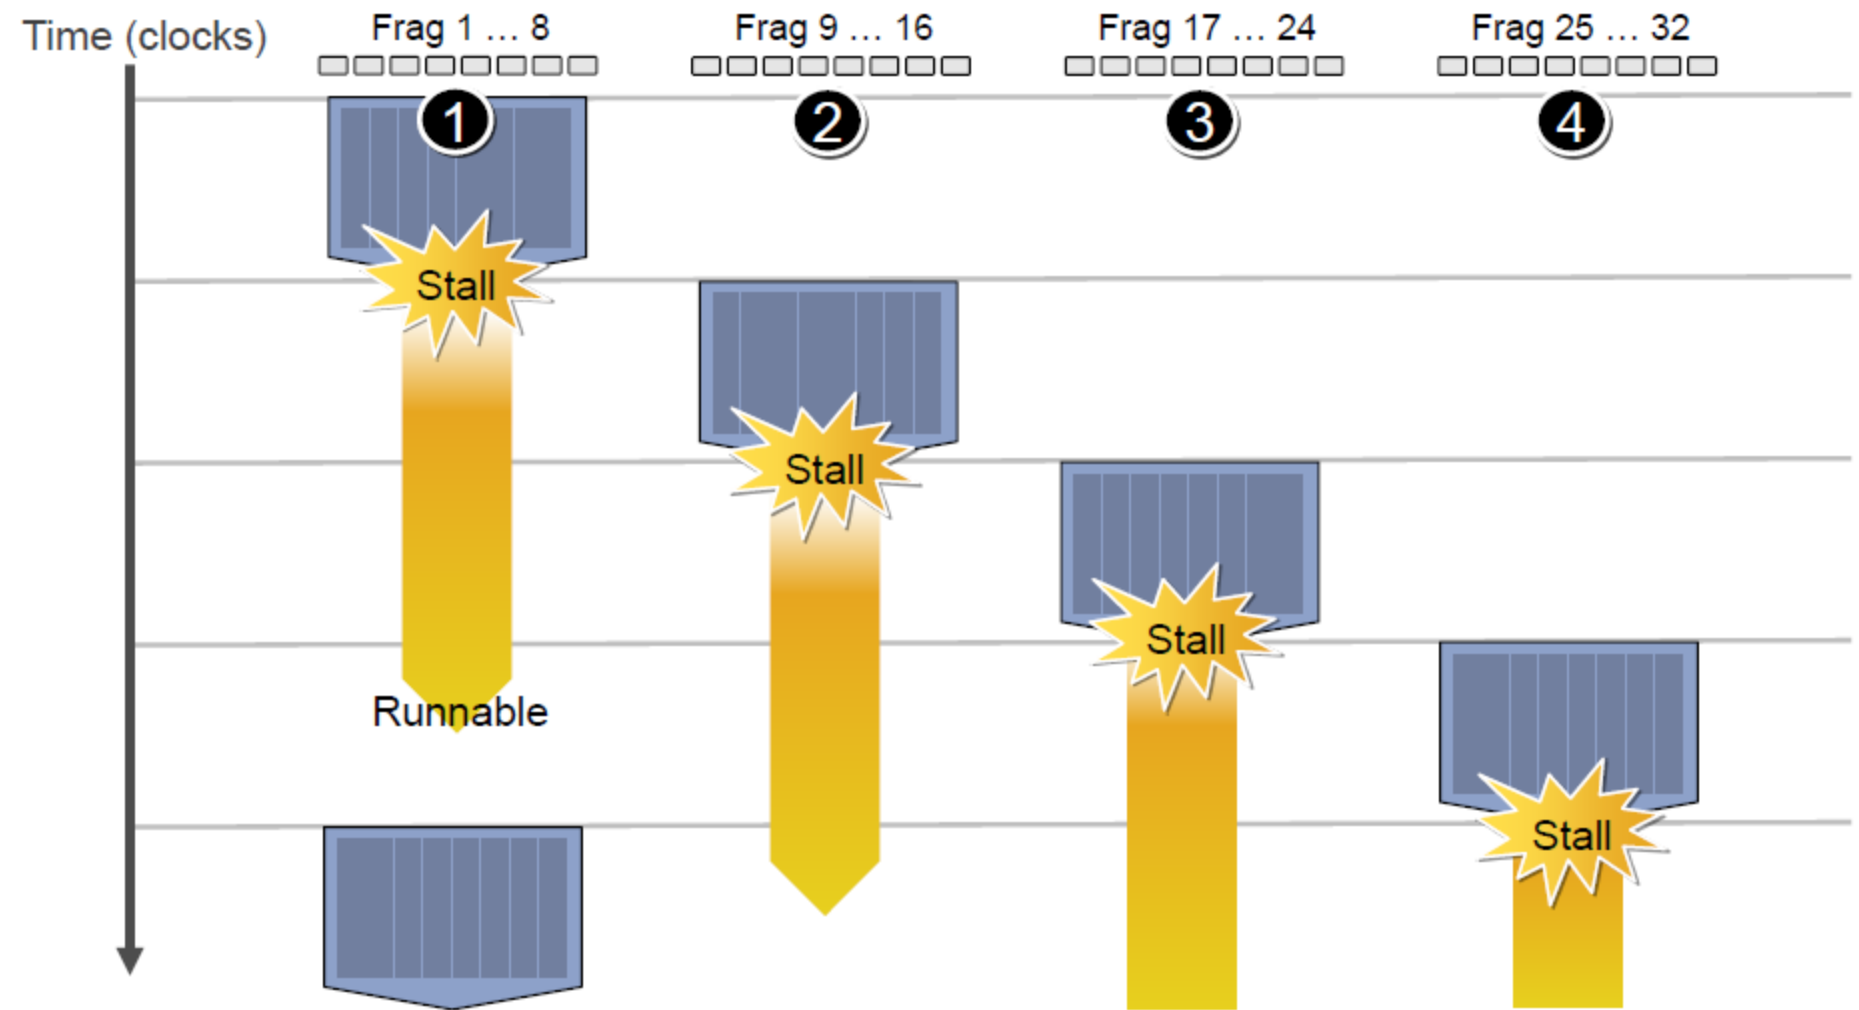 Time (clocks)
Frag 1 … 8
Frag 9 … 16
Frag 17 … 24
Frag 25 … 32
1
2
3
4
Stall
Stall
Stall
Runnable
Stall